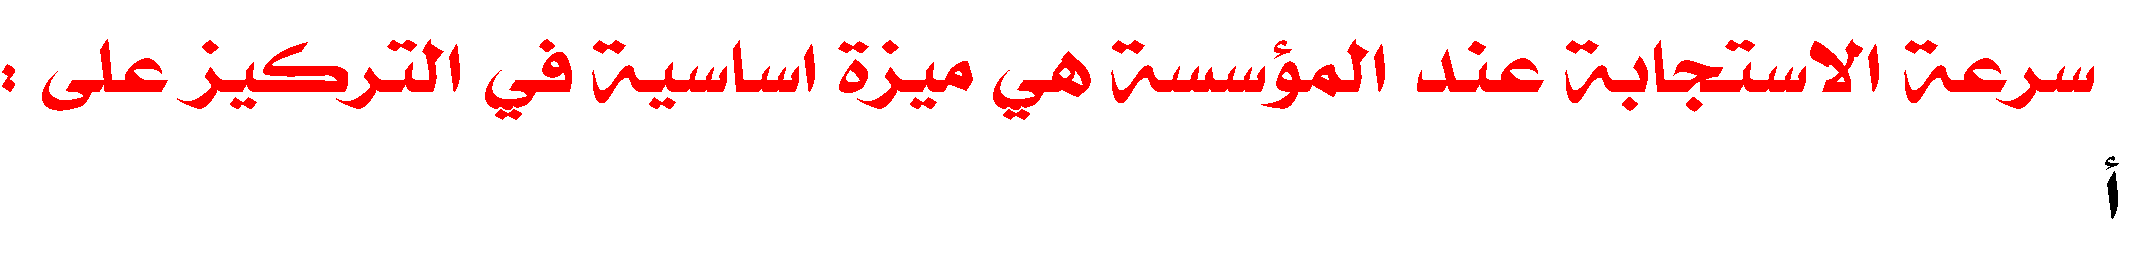 سرعة الاستجابة عند المؤسسة هي ميزة اساسية في التركيز على :
أ